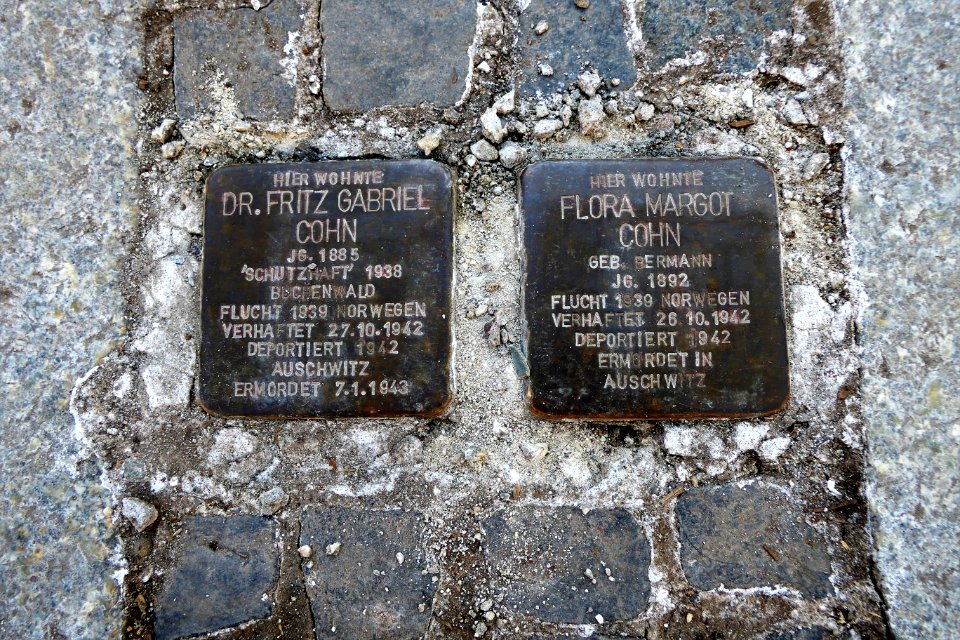 HIER WOHNTE
DR. FRITZ GABRIEL
COHN
JG. 1885
'SCHUTZHAFT' 1938
BUCHENWALD
FLUCHT 1939 NORWEGEN
VERHAFTET 27.10.1942
DEPORTIERT 1942
AUSCHWITZ
ERMORDET 7.1.1943
HIER WOHNTE
FLORA MARGOT
COHN
GEB. BERMANN
JG. 1892
FLUCHT 1939 NORWEGEN
VERHAFTET 26.10.1942
DEPORTIERT 1942
ERMORDET IN
AUSCHWITZ